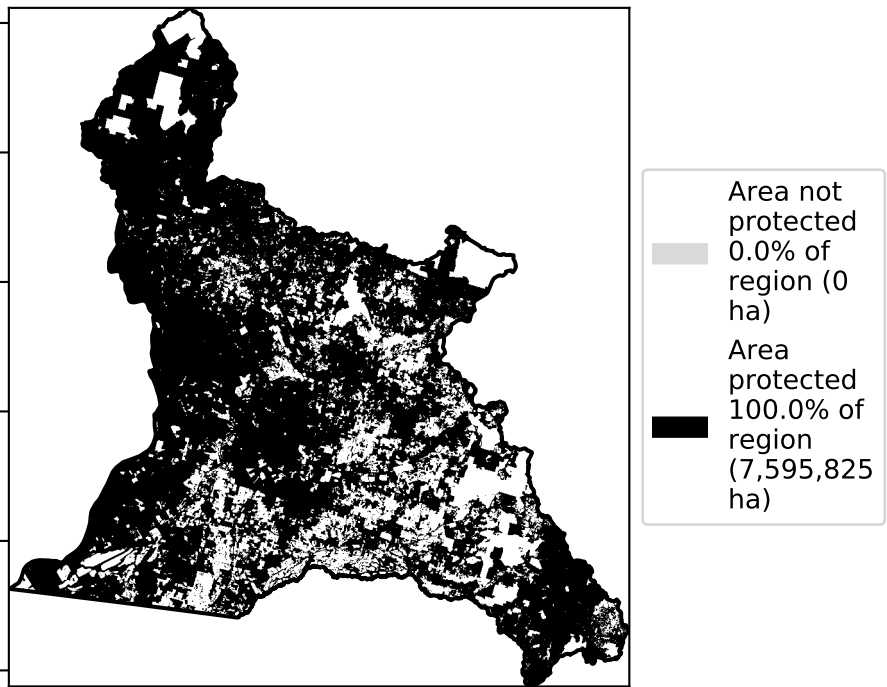 Area not
protected
0.0% of
region (0
ha)
Area
protected
100.0% of
region
(7,595,825
ha)